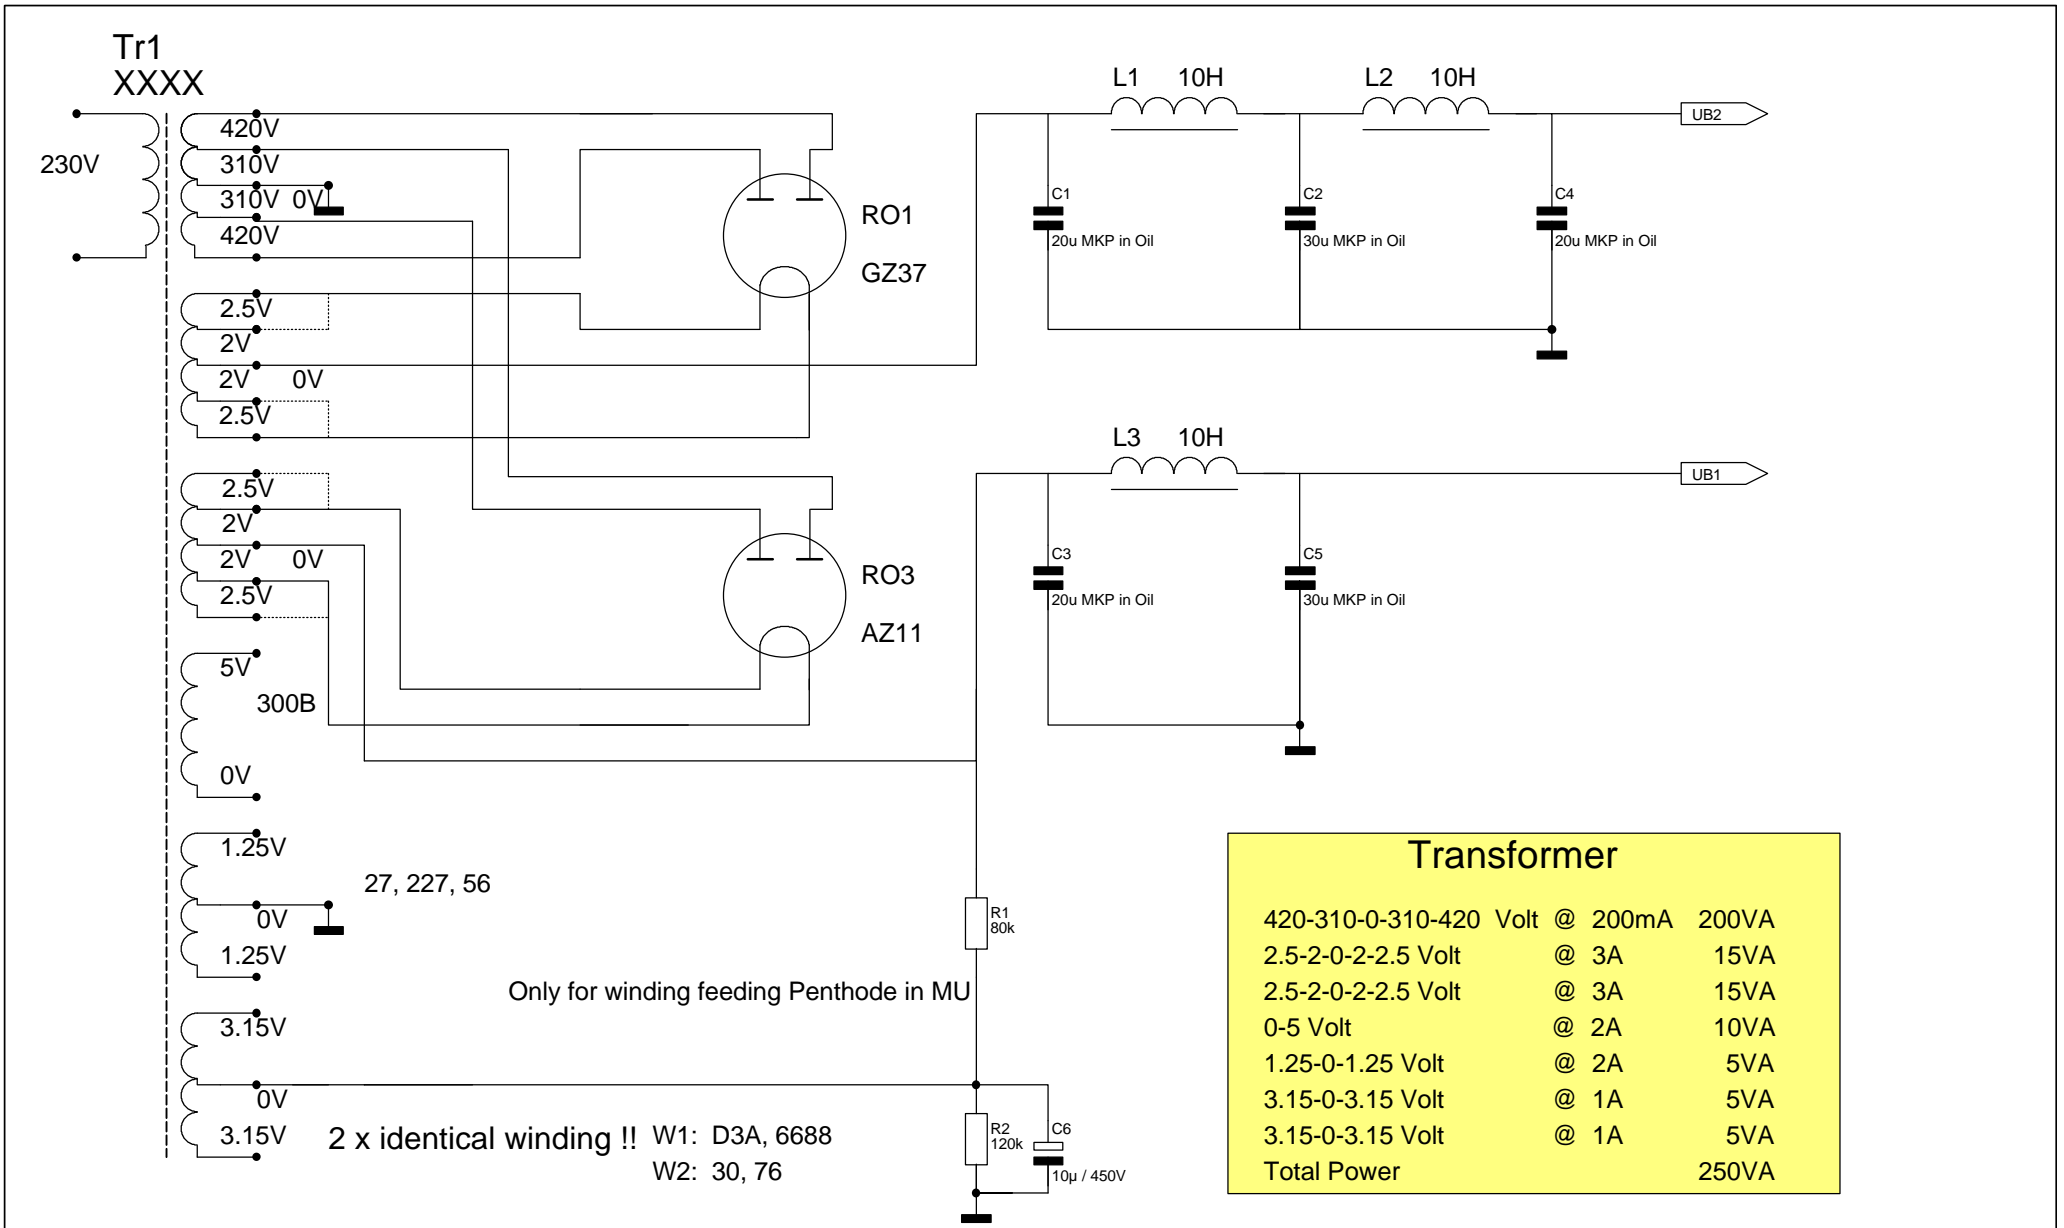 Tr1
XXXX
230V
420V
310V
310V 0V
420V
2.5V
2V
2V 0V
2.5V
2.5V
2V
2V 0V
2.5V
5V
300B
0V
1.25V
27, 227, 56
0V
1.25V
3.15V
0V
3.15V
2 x identical winding !!
W1: D3A, 6688
W2: 30, 76
Only for winding feeding Penthode in MU
RO1
GZ37
RO3
AZ11
L1 10H
L2 10H
UB2
C1
20u MKP in Oil
C2
30u MKP in Oil
C4
20u MKP in Oil
L3 10H
UB1
C3
20u MKP in Oil
C5
30u MKP in Oil
R1
80k
R2
120k
C6
10µ / 450V
Transformer
420-310-0-310-420 Volt @ 200mA 200VA
2.5-2-0-2-2.5 Volt @ 3A 15VA
2.5-2-0-2-2.5 Volt @ 3A 15VA
0-5 Volt @ 2A 10VA
1.25-0-1.25 Volt @ 2A 5VA
3.15-0-3.15 Volt @ 1A 5VA
3.15-0-3.15 Volt @ 1A 5VA
Total Power 250VA